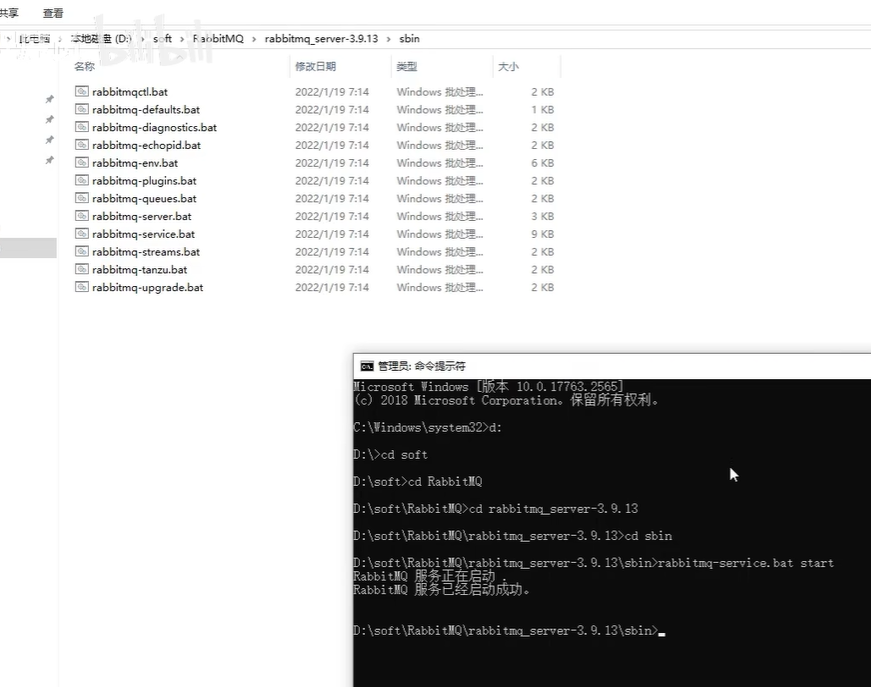 共享 查看
此电脑 › 本地磁盘 (D:) › soft › RabbitMQ › rabbitmq_server-3.9.13 › sbin
bilibili
名称 修改日期 类型 大小
rabbitmqctl.bat 2022/1/19 7:14 Windows 批处理... 2 KB
rabbitmq-defaults.bat 2022/1/19 7:14 Windows 批处理... 1 KB
rabbitmq-diagnostics.bat 2022/1/19 7:14 Windows 批处理... 2 KB
rabbitmq-echopid.bat 2022/1/19 7:14 Windows 批处理... 2 KB
rabbitmq-env.bat 2022/1/19 7:14 Windows 批处理... 6 KB
rabbitmq-plugins.bat 2022/1/19 7:14 Windows 批处理... 2 KB
rabbitmq-queues.bat 2022/1/19 7:14 Windows 批处理... 2 KB
rabbitmq-server.bat 2022/1/19 7:14 Windows 批处理... 3 KB
rabbitmq-service.bat 2022/1/19 7:14 Windows 批处理... 9 KB
rabbitmq-streams.bat 2022/1/19 7:14 Windows 批处理... 2 KB
rabbitmq-tanzu.bat 2022/1/19 7:14 Windows 批处理... 2 KB
rabbitmq-upgrade.bat 2022/1/19 7:14 Windows 批处理... 2 KB
管理员: 命令提示符
Microsoft Windows [版本 10.0.17763.2565]
(c) 2018 Microsoft Corporation。保留所有权利。
C:\Windows\system32>d:
D:\>cd soft
D:\soft>cd RabbitMQ
D:\soft\RabbitMQ>cd rabbitmq_server-3.9.13
D:\soft\RabbitMQ\rabbitmq_server-3.9.13>cd sbin
D:\soft\RabbitMQ\rabbitmq_server-3.9.13\sbin>rabbitmq-service.bat start
RabbitMQ 服务正在启动 .
RabbitMQ 服务已经启动成功。
D:\soft\RabbitMQ\rabbitmq_server-3.9.13\sbin>